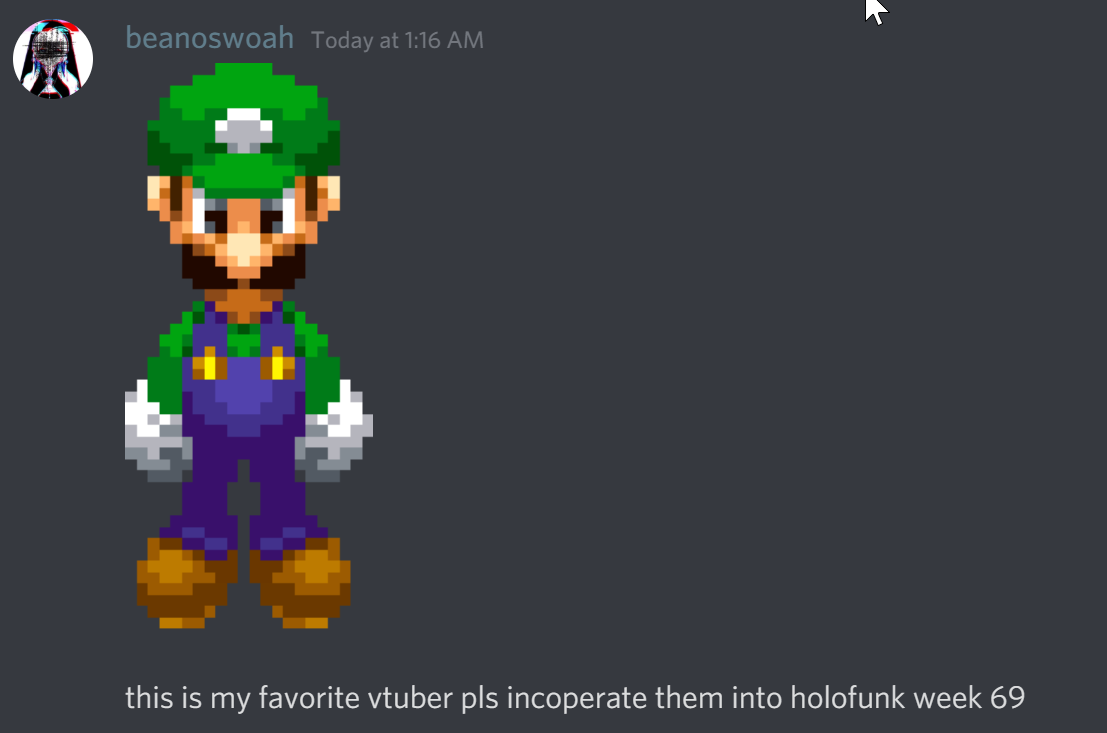 beanoswoah Today at 1:16 AM
this is my favorite vtuber pls incoperate them into holofunk week 69